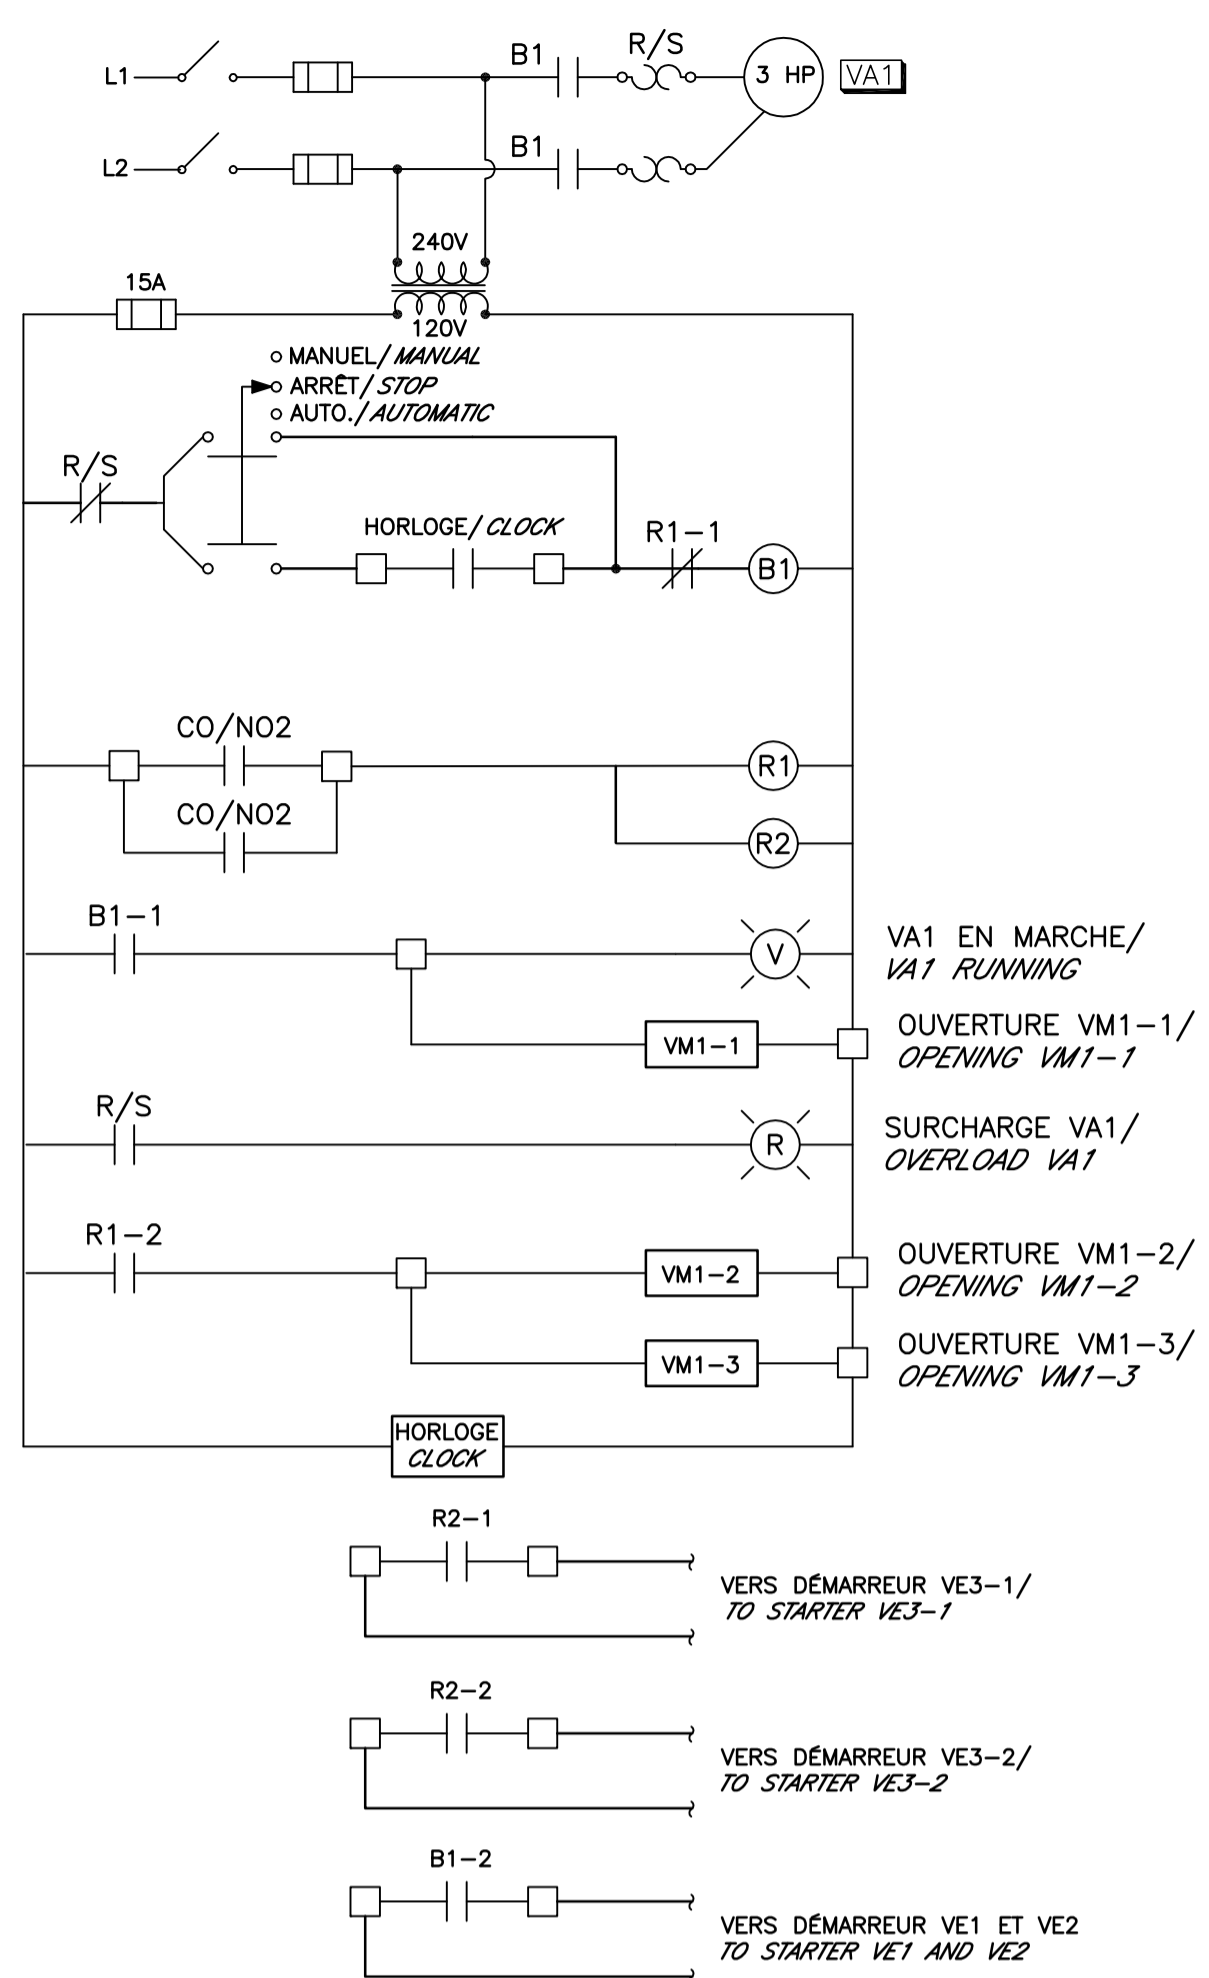 B1
R/S
L1
3 HP
VA1
B1
L2
240V
15A
120V
MANUEL/MANUAL
ARRÊT/STOP
AUTO./AUTOMATIC
R/S
HORLOGE/CLOCK
R1-1
B1
CO/NO2
R1
CO/NO2
R2
B1-1
V
VA1 EN MARCHE/
VA1 RUNNING
VM1-1
OUVERTURE VM1-1/
OPENING VM1-1
R/S
R
SURCHARGE VA1/
OVERLOAD VA1
R1-2
VM1-2
OUVERTURE VM1-2/
OPENING VM1-2
VM1-3
OUVERTURE VM1-3/
OPENING VM1-3
HORLOGE
CLOCK
R2-1
VERS DÉMARREUR VE3-1/
TO STARTER VE3-1
R2-2
VERS DÉMARREUR VE3-2/
TO STARTER VE3-2
B1-2
VERS DÉMARREUR VE1 ET VE2
TO STARTER VE1 AND VE2